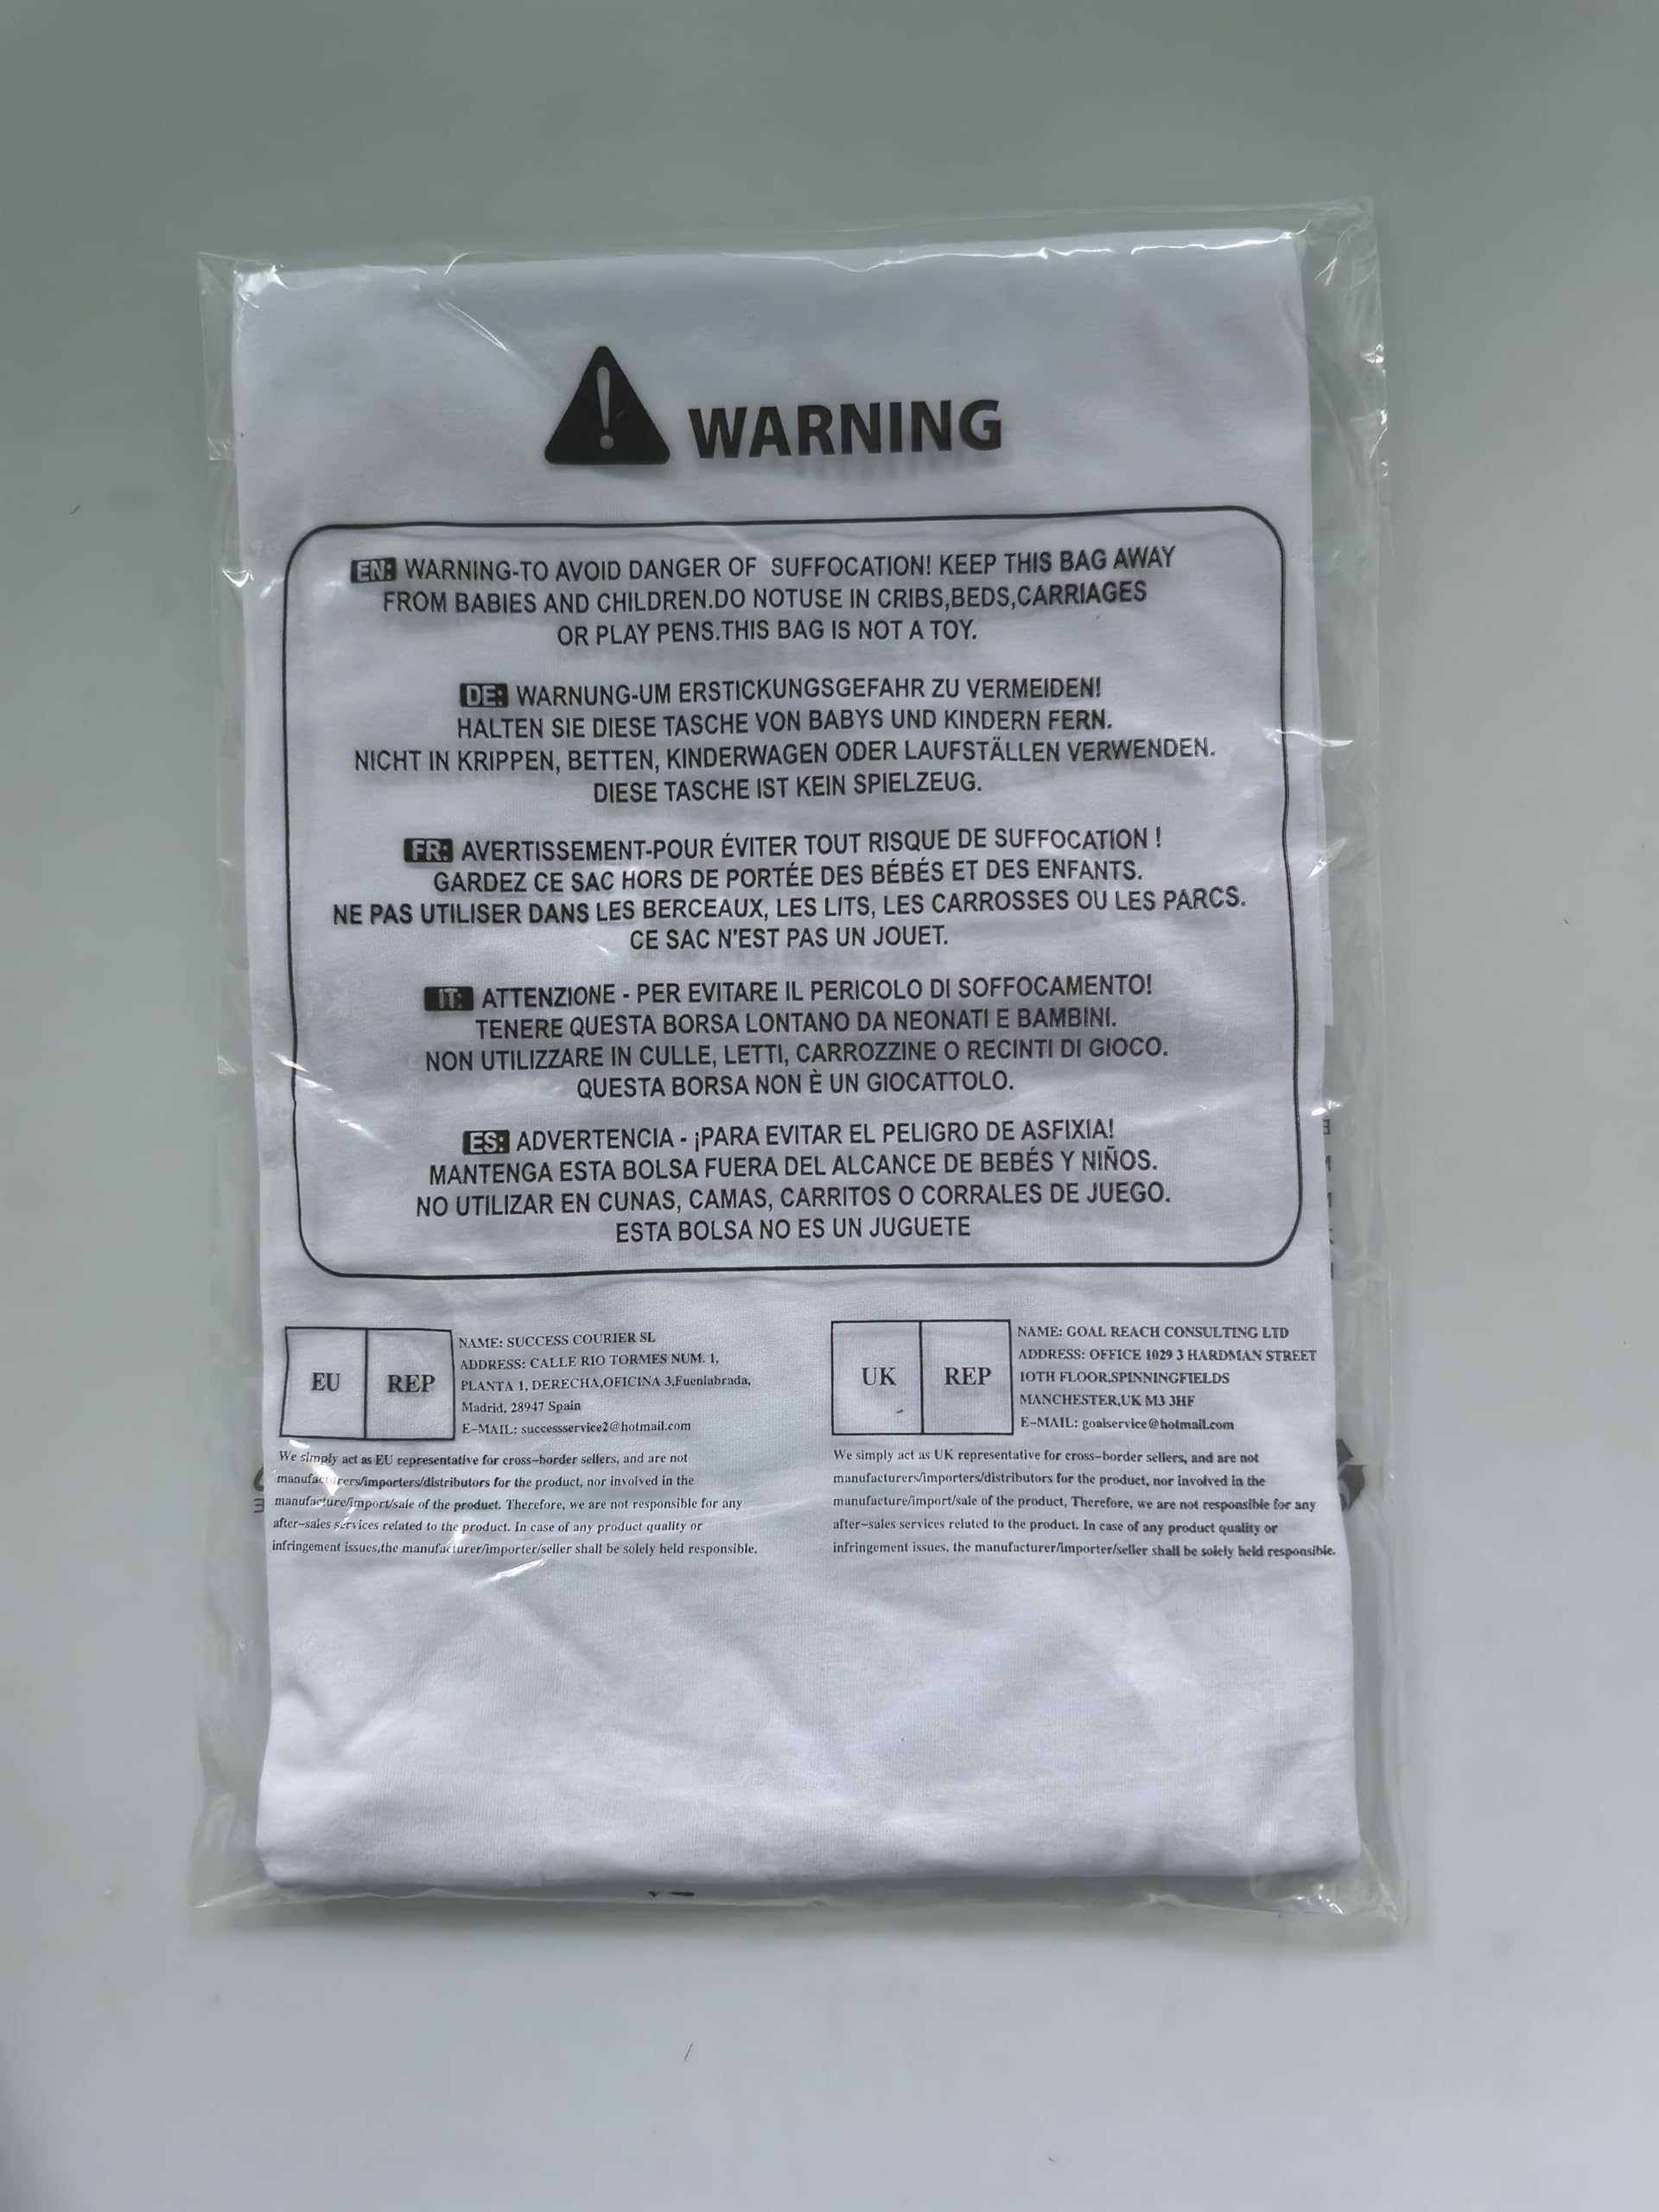 WARNING
EN: WARNING-TO AVOID DANGER OF SUFFOCATION! KEEP THIS BAG AWAY
FROM BABIES AND CHILDREN.DO NOTUSE IN CRIBS,BEDS,CARRIAGES
OR PLAY PENS.THIS BAG IS NOT A TOY.
DE: WARNUNG-UM ERSTICKUNGSGEFAHR ZU VERMEIDEN!
HALTEN SIE DIESE TASCHE VON BABYS UND KINDERN FERN.
NICHT IN KRIPPEN, BETTEN, KINDERWAGEN ODER LAUFSTÄLLEN VERWENDEN.
DIESE TASCHE IST KEIN SPIELZEUG.
FR: AVERTISSEMENT-POUR ÉVITER TOUT RISQUE DE SUFFOCATION !
GARDEZ CE SAC HORS DE PORTÉE DES BÉBÉS ET DES ENFANTS.
NE PAS UTILISER DANS LES BERCEAUX, LES LITS, LES CARROSSES OU LES PARCS.
CE SAC N'EST PAS UN JOUET.
IT: ATTENZIONE - PER EVITARE IL PERICOLO DI SOFFOCAMENTO!
TENERE QUESTA BORSA LONTANO DA NEONATI E BAMBINI.
NON UTILIZZARE IN CULLE, LETTI, CARROZZINE O RECINTI DI GIOCO.
QUESTA BORSA NON È UN GIOCATTOLO.
ES: ADVERTENCIA - ¡PARA EVITAR EL PELIGRO DE ASFIXIA!
MANTENGA ESTA BOLSA FUERA DEL ALCANCE DE BEBÉS Y NIÑOS.
NO UTILIZAR EN CUNAS, CAMAS, CARRITOS O CORRALES DE JUEGO.
ESTA BOLSA NO ES UN JUGUETE
EU REP
NAME: SUCCESS COURIER SL
ADDRESS: CALLE RIO TORMES NUM. 1,
PLANTA 1, DERECHA,OFICINA 3,Fuenlabrada,
Madrid, 28947 Spain
E-MAIL: successservice2@hotmail.com
We simply act as EU representative for cross-border sellers, and are not
manufacturers/importers/distributors for the product, nor involved in the
manufacture/import/sale of the product. Therefore, we are not responsible for any
after-sales services related to the product. In case of any product quality or
infringement issues,the manufacturer/importer/seller shall be solely held responsible.
UK REP
NAME: GOAL REACH CONSULTING LTD
ADDRESS: OFFICE 1029 3 HARDMAN STREET
10TH FLOOR,SPINNINGFIELDS
MANCHESTER,UK M3 3HF
E-MAIL: goalservice@hotmail.com
We simply act as UK representative for cross-border sellers, and are not
manufacturers/importers/distributors for the product, nor involved in the
manufacture/import/sale of the product, Therefore, we are not responsible for any
after-sales services related to the product. In case of any product quality or
infringement issues, the manufacturer/importer/seller shall be solely held responsible.